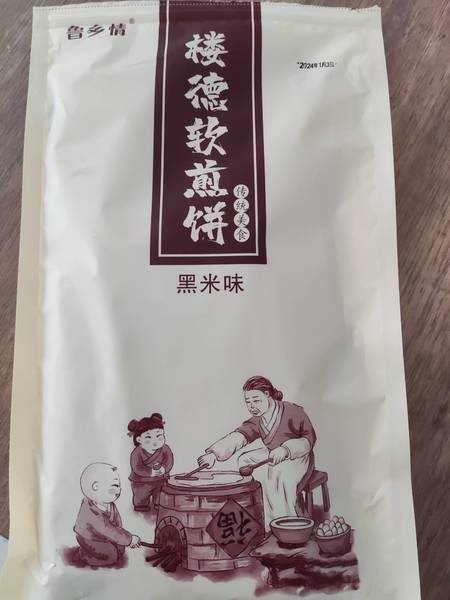 鲁乡情®
"2024年1月3日"
楼德软煎饼
传统美食
黑米味
福